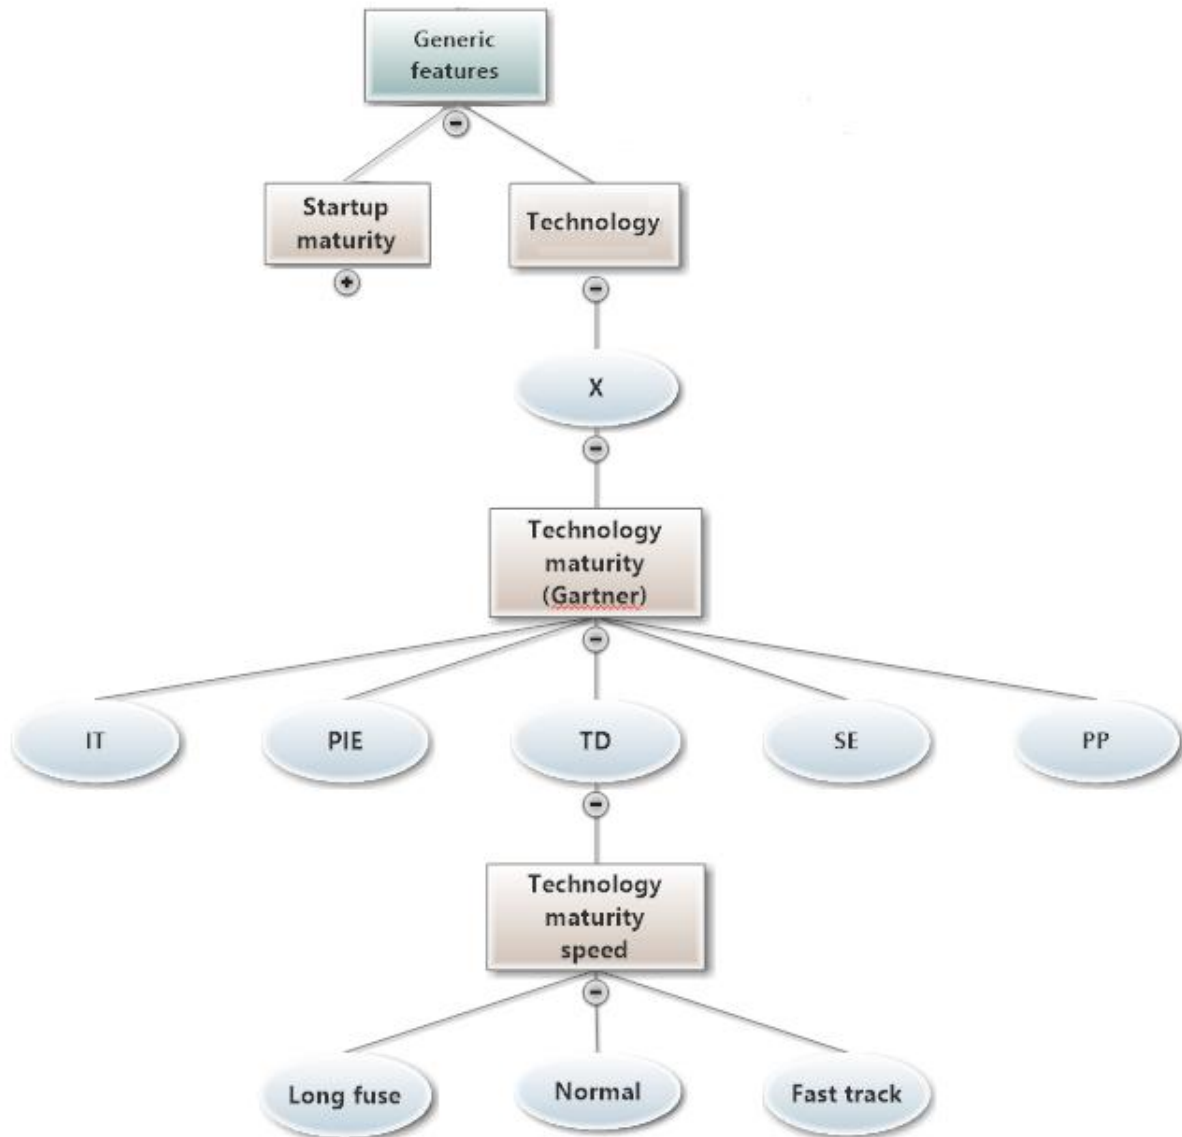 Generic
features
Startup
maturity
Technology
X
Technology
maturity
(Gartner)
IT
PIE
TD
SE
PP
Technology
maturity
speed
Long fuse
Normal
Fast track